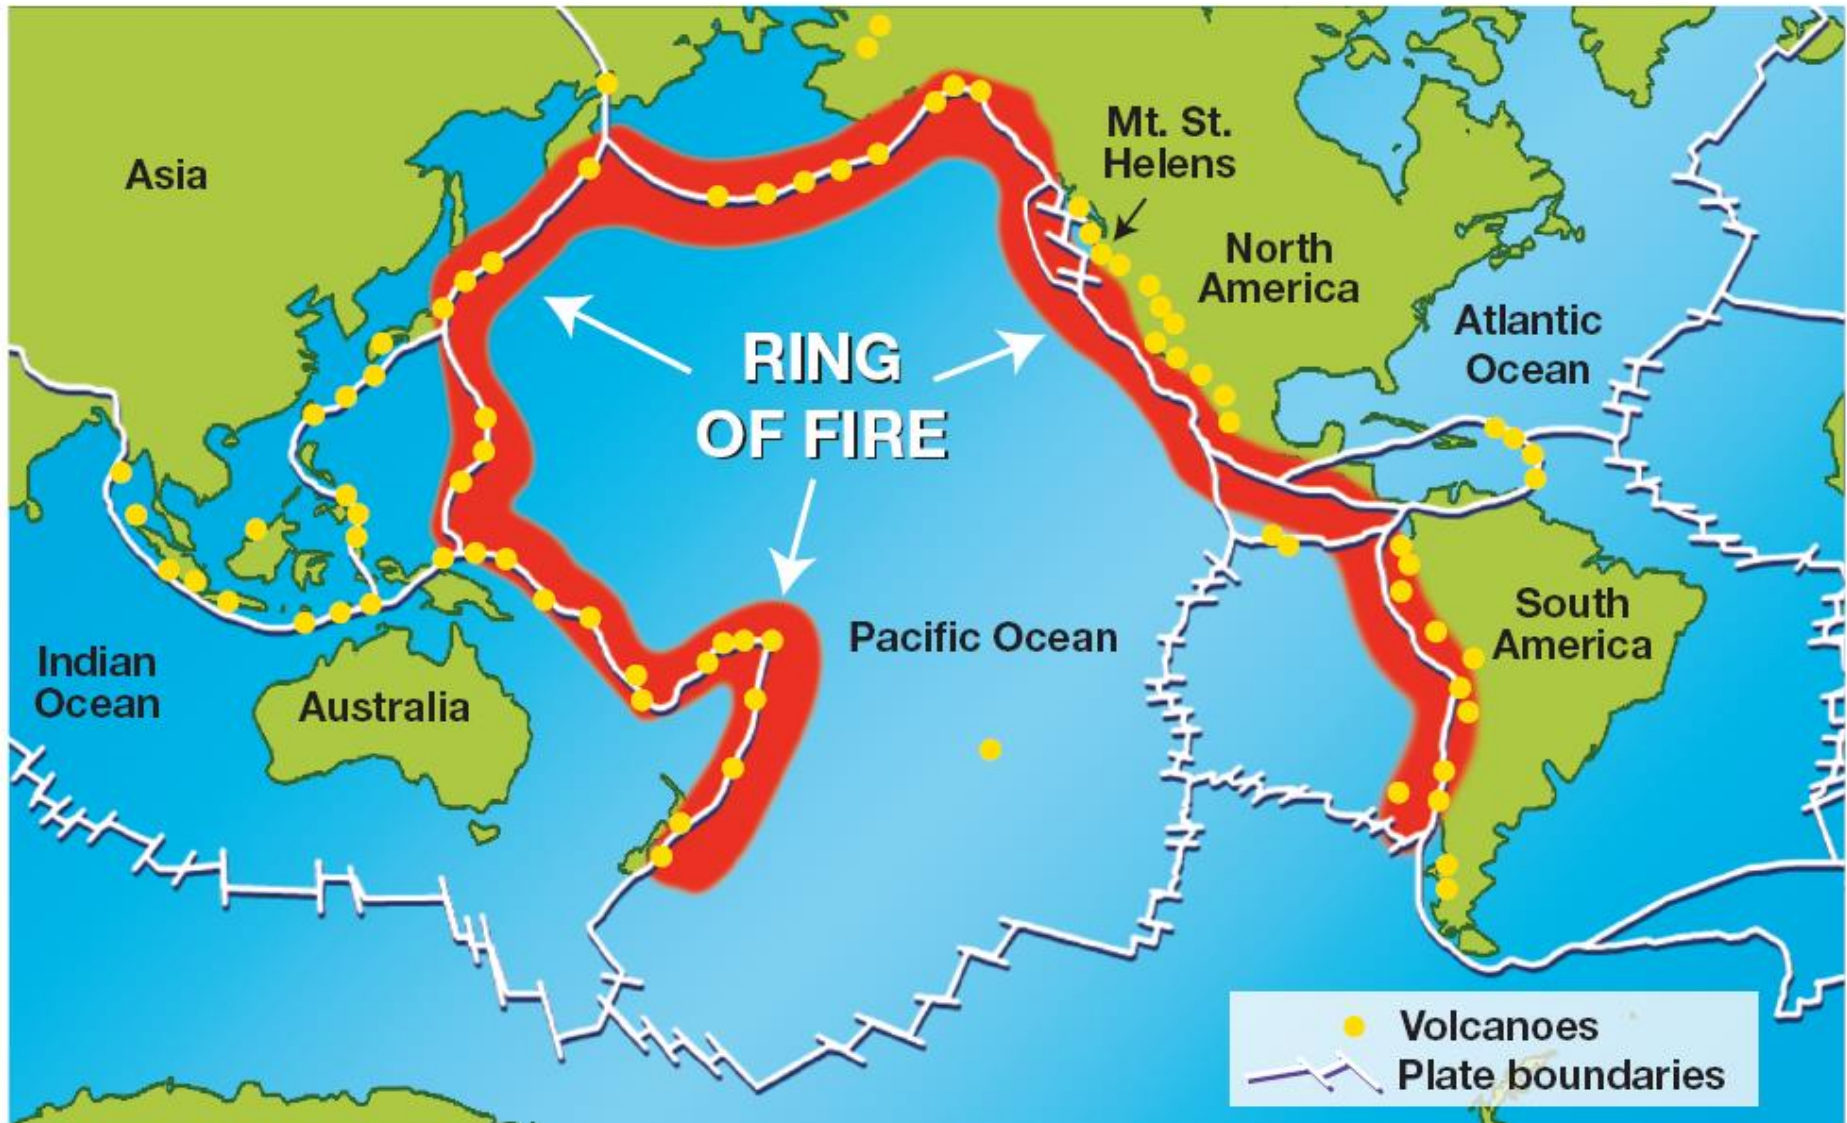 Asia
Mt. St.
Helens
North
America
Atlantic
Ocean
RING
OF FIRE
Pacific Ocean
South
America
Indian
Ocean
Australia
Volcanoes
Plate boundaries